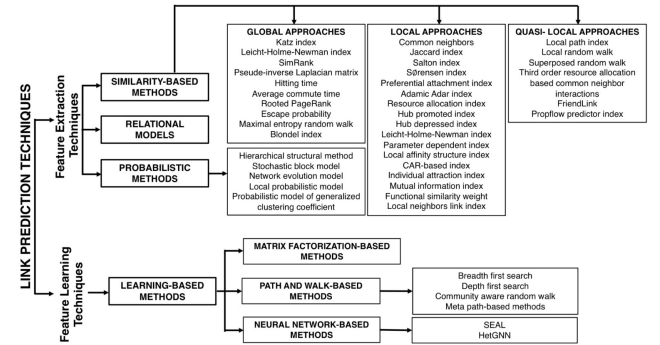 LINK PREDICTION TECHNIQUES
Feature Extraction
Techniques
SIMILARITY-BASED
METHODS
RELATIONAL
MODELS
PROBABILISTIC
METHODS
GLOBAL APPROACHES
Katz index
Leicht-Holme-Newman index
SimRank
Pseude-inverse Laplacian matrix
Hitting time
Average commute time
Rooted PageRank
Escape probability
Maximal entropy random walk
Blondel index
LOCAL APPROACHES
Common neighbors
Jaccard index
Salton index
Sørensen index
Preferential attachment index
Adamic Adar index
Resource allocation index
Hub promoted index
Hub depressed index
Leicht-Holme-Newman index
Parameter dependent index
Local affinity structure index
CAR-based index
Individual attraction index
Mutual information index
Functional similarity weight
Local neighbors link index
QUASI- LOCAL APPROACHES
Local path index
Local random walk
Superposed random walk
Third order resource allocation
based common neighbor
interactions
FriendLink
Propflow predictor index
Hierarchical structural method
Stochastic block model
Network evolution model
Local probabilistic model
Probabilistic model of generalized
clustering coefficient
Feature Learning
Techniques
LEARNING-BASED
METHODS
MATRIX FACTORIZATION-BASED
METHODS
PATH AND WALK-BASED
METHODS
NEURAL NETWORK-BASED
METHODS
Breadth first search
Depth first search
Community aware random walk
Meta path-based methods
SEAL
HetGNN